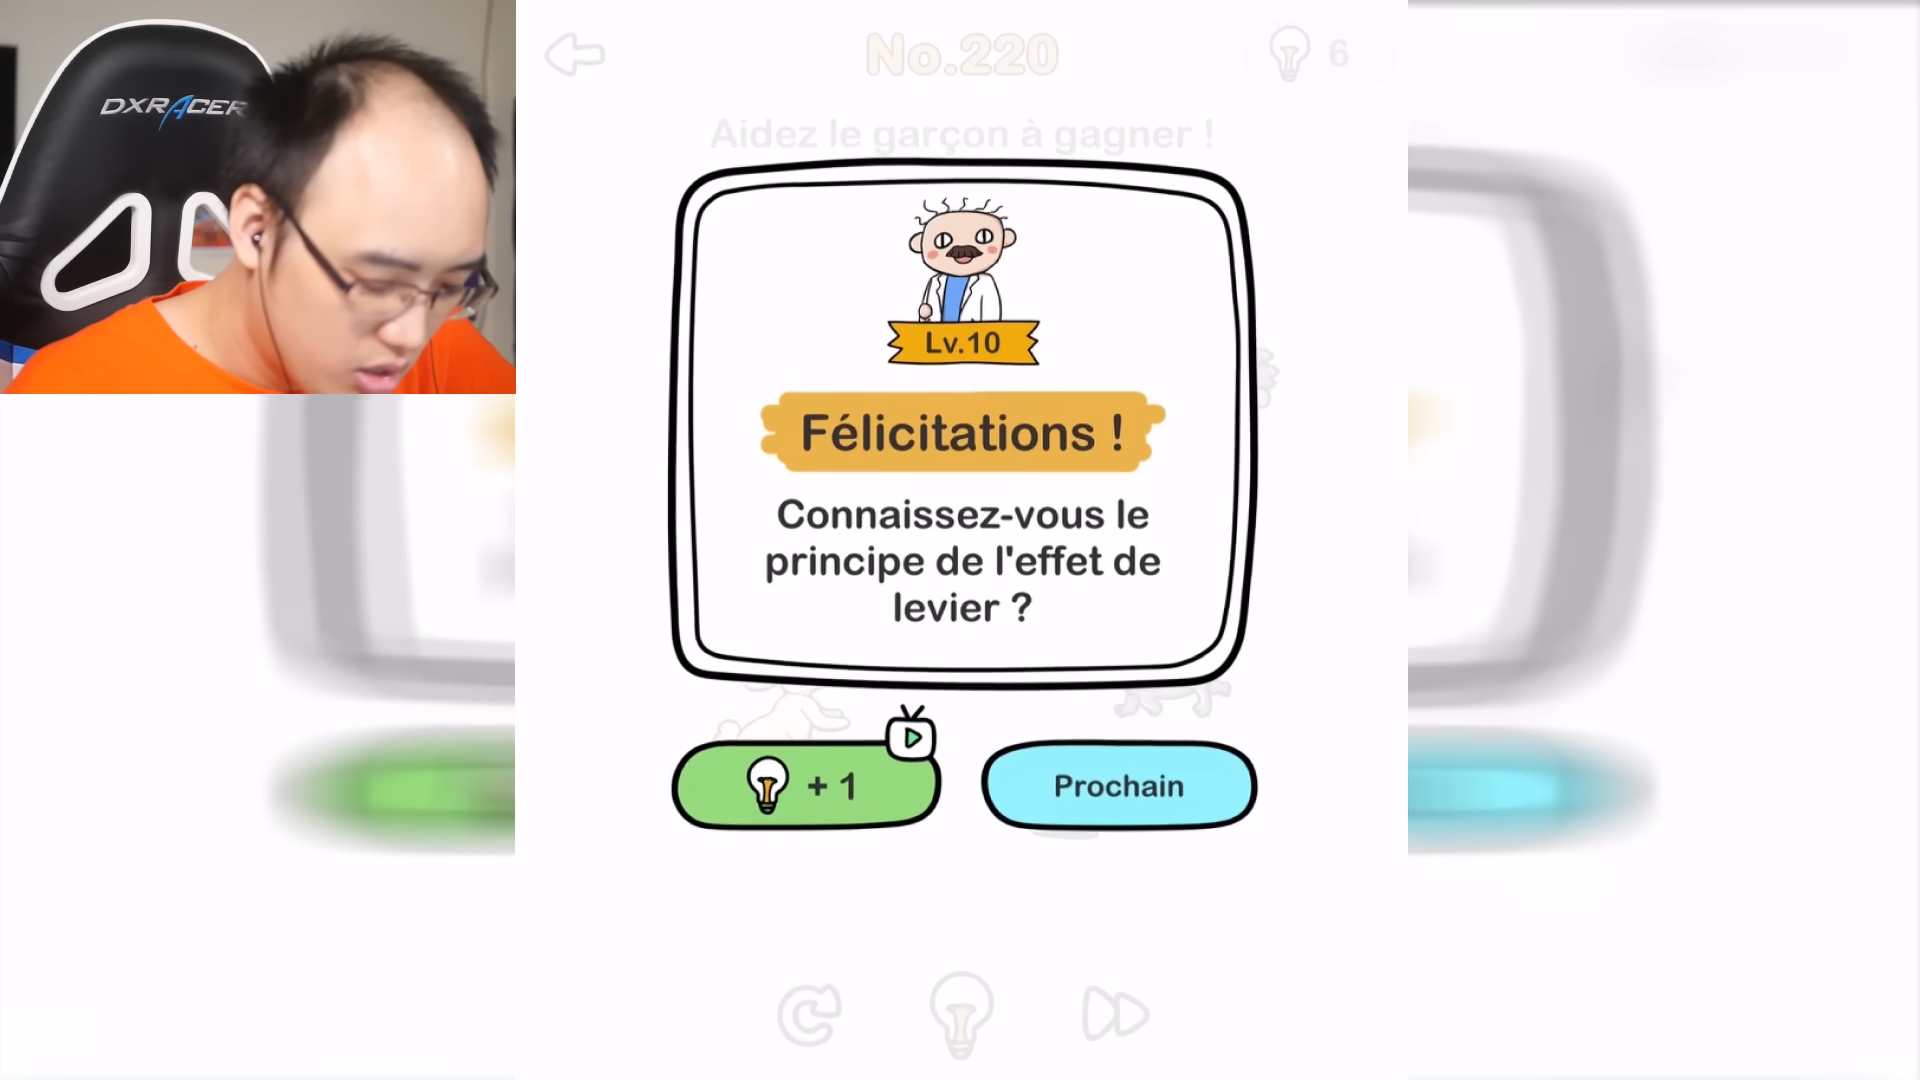 DXRACER
No.220
6
Aidez le garçon à gagner !
Lv.10
Félicitations !
Connaissez-vous le
principe de l'effet de
levier ?
+ 1
Prochain